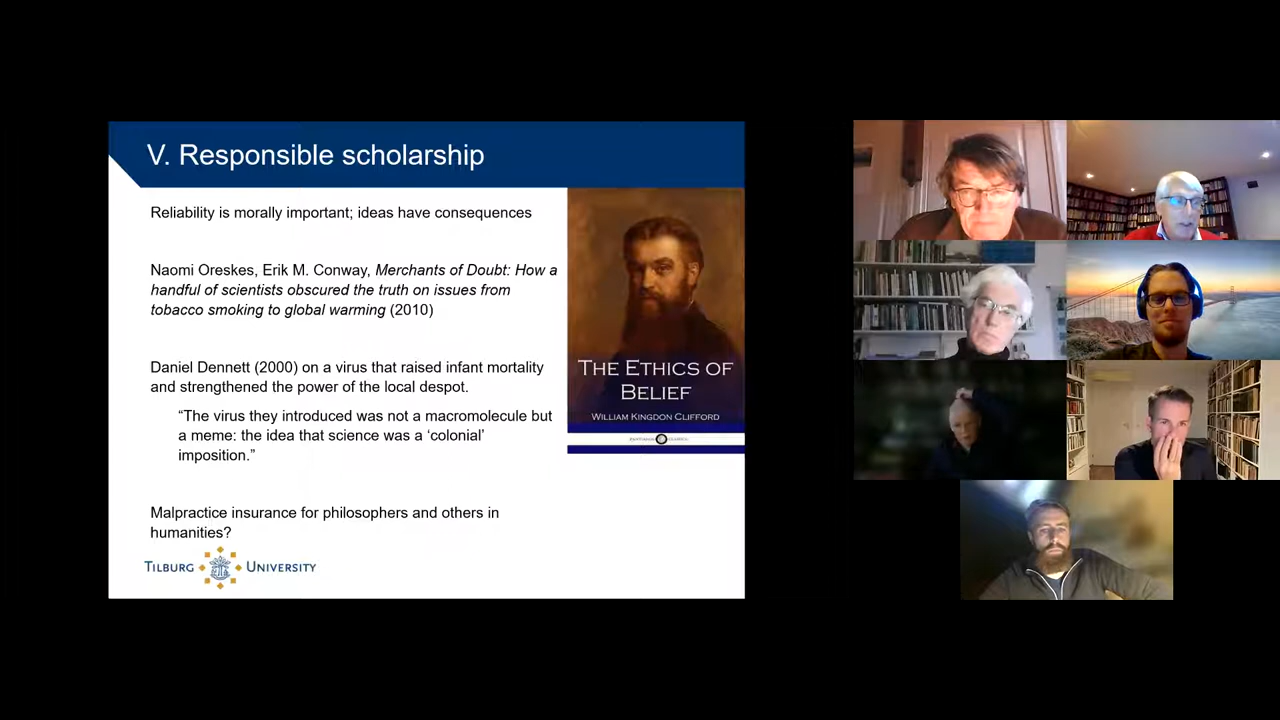 V. Responsible scholarship
Reliability is morally important; ideas have consequences
Naomi Oreskes, Erik M. Conway, Merchants of Doubt: How a
handful of scientists obscured the truth on issues from
tobacco smoking to global warming (2010)
Daniel Dennett (2000) on a virus that raised infant mortality
and strengthened the power of the local despot.
“The virus they introduced was not a macromolecule but
a meme: the idea that science was a ‘colonial’
imposition.”
Malpractice insurance for philosophers and others in
humanities?
TILBURG UNIVERSITY
THE ETHICS OF
BELIEF
WILLIAM KINGDON CLIFFORD